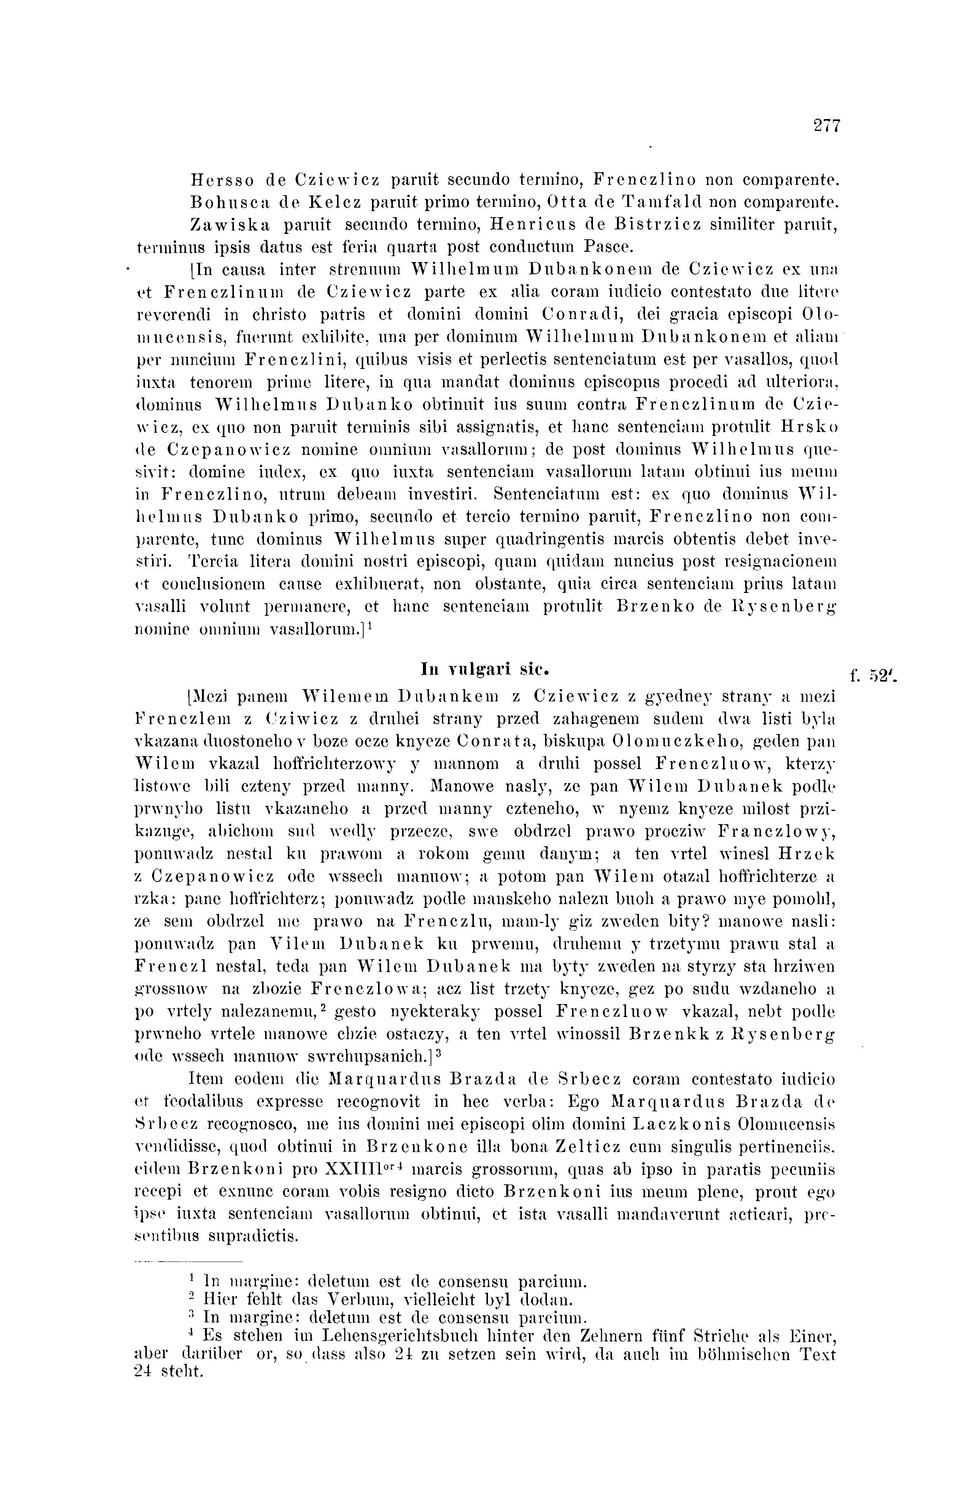 277
Hersso de Cziewicz paruit secundo termino, Frenczlino non comparente.
Bohusca de Kelcz paruit primo termino, Otta de Tamfald non comparente.
Zawiska paruit secundo termino, Henricus de Bistrzicz similiter paruit,
terminus ipsis datus est feria quarta post conductum Pasce.
[In causa inter strenuum Wilhelmum Dubankonem de Cziewicz ex una
et Frenczlinum de Cziewicz parte ex alia coram iudicio contestato due litere
reverendi in christo patris et domini domini Conradi, dei gracia episcopi Olo-
mucensis, fuerunt exhibite, una per dominum Wilhelmum Dubankonem et aliam
per nuncium Frenczlini, quibus visis et perlectis sentenciatum est per vasallos, quod
iuxta tenorem prime litere, in qua mandat dominus episcopus procedi ad ulteriora,
dominus Wilhelmus Dubanko obtinuit ius suum contra Frenczlinum de Czie-
wicz, ex quo non paruit terminis sibi assignatis, et hanc sentenciam protulit Hrsko
de Czepanowicz nomine omnium vasallorum; de post dominus Wilhelmus que-
sivit: domine iudex, ex quo iuxta sentenciam vasallorum latam obtinui ius meum
in Frenczlino, utrum debeam investiri. Sentenciatum est: ex quo dominus Wil-
helmus Dubanko primo, secundo et tercio termino paruit, Frenczlino non com-
parente, tunc dominus Wilhelmus super quadringentis marcis obtentis debet inve-
stiri. Tercia litera domini nostri episcopi, quam quidam nuncius post resignacionem
et conclusionem cause exhibuerat, non obstante, quia circa sentenciam prius latam
vasalli volunt permanere, et hanc sentenciam protulit Brzenko de Rysenberg
nomine omnium vasallorum.]¹
In vulgari sic.
f. 52'.
[Mezi panem Wilemem Dubankem z Cziewicz z gyedney strany a mezi
Frenczlem z Cziwicz z druhei strany przed zahagenem sudem dwa listi byla
vkazana duostoneho v boze ocze knycze Conrata, biskupa Olomuczkeho, geden pan
Wilem vkazal hoffrichterzowy y mannom a druhi possel Frenczluow, kterzy
listowe bili czteny przed manny. Manowe nasly, ze pan Wilem Dubanek podle
prwnyho listu vkazaneho a przed manny czteneho, w nyemz knycze milost przi-
kazuge, abichom sud wedly przecze, swe obdrzel prawo procziw Franczlowy,
ponuwadz nestal ku prawom a rokom gemu danym; a ten vrtel winesl Hrzek
z Czepanowicz ode wssech manuow; a potom pan Wilem otazal hoffrichterze a
rzka: pane hoffrichterz; ponuwadz podle manskeho nalezu buoh a prawo mye pomohl,
ze sem obdrzel me prawo na Frenczlu, mam-ly giz zweden bity? manowe nasli:
ponuwadz pan Vilem Dubanek ku prwemu, druhemu y trzetymu prawu stal a
Frenczl nestal, teda pan Wilem Dubanek ma byty zweden na styrzy sta hrziwen
grossuow na zbozie Frenczlowa; acz list trzety knycze, gez po sudu wzdaneho a
po vrtely nalezanemu,² gesto nyekteraky possel Frenczluow vkazal, nebt podle
prwneho vrtele manowe chzie ostaczy, a ten vrtel winossil Brzenkk z Rysenberg
ode wssech manuow swrchupsanich.]³
Item eodem die Marquardus Brazda de Srbecz coram contestato iudicio
et feodalibus expresse recognovit in hec verba: Ego Marquardus Brazda de
Srbecz recognosco, me ius domini mei episcopi olim domini Laczkonis Olomucensis
vendidisse, quod obtinui in Brzenkone illa bona Zelticz cum singulis pertinenciis,
eidem Brzenkoni pro XXIIIIor⁴ marcis grossorum, quas ab ipso in paratis pecuniis
recepi et exnunc coram vobis resigno dicto Brzenkoni ius meum plene, prout ego
ipse iuxta sentenciam vasallorum obtinui, et ista vasalli mandaverunt acticari, pre-
sentibus supradictis.
¹ In margine: deletum est de consensu parcium.
² Hier fehlt das Verbum, vielleicht byl dodan.
³ In margine: deletum est de consensu parcium.
⁴ Es stehen im Lehensgerichtsbuch hinter den Zehnern fünf Striche als Einer,
aber darüber or, so dass also 24 zu setzen sein wird, da auch im böhmischen Text
24 steht.